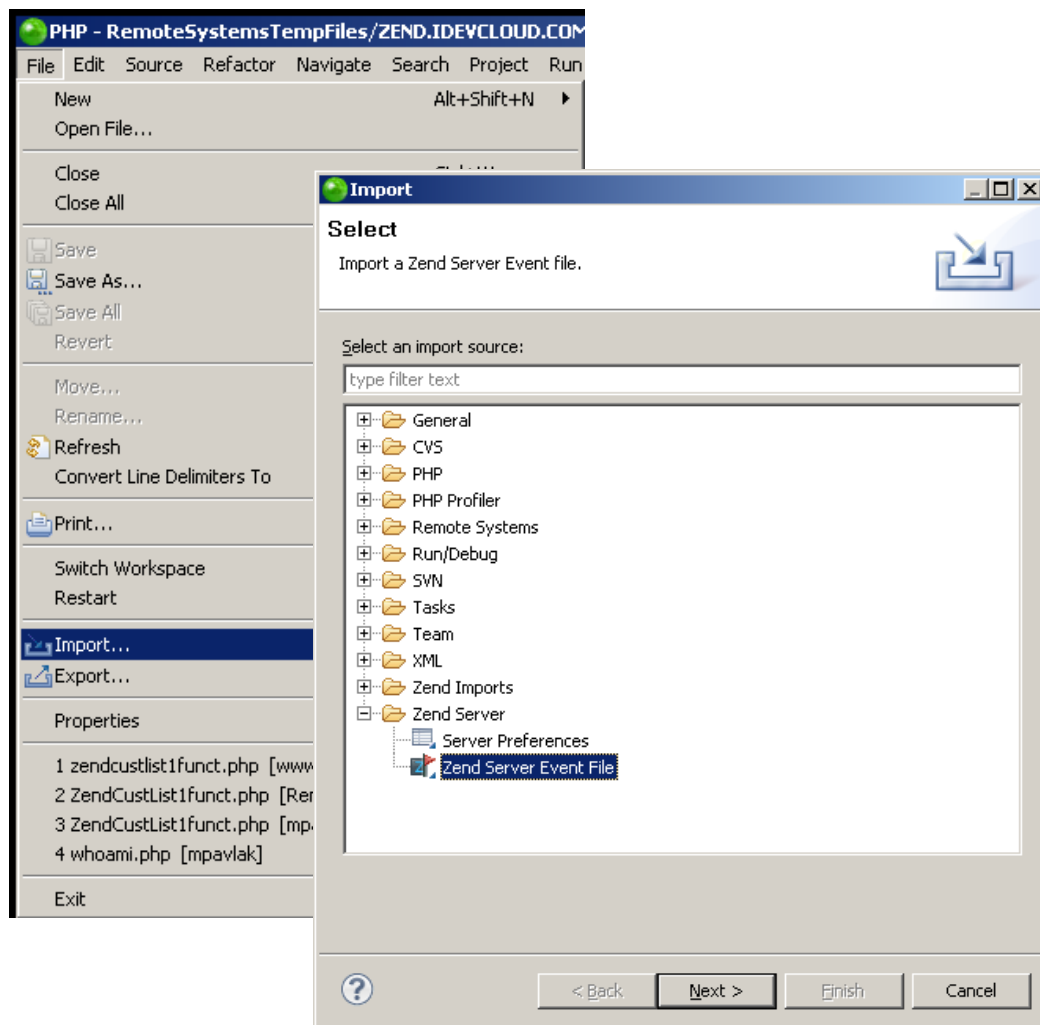 PHP - RemoteSystemsTempFiles/ZEND.IDEVCLOUD.COM
File Edit Source Refactor Navigate Search Project Run
New Alt+Shift+N
Open File...
Close
Close All
Save
Save As...
Save All
Revert
Move...
Rename...
Refresh
Convert Line Delimiters To
Print...
Switch Workspace
Restart
Import...
Export...
Properties
1 zendcustlist1funct.php [www
2 ZendCustList1funct.php [Rer
3 ZendCustList1funct.php [mp
4 whoami.php [mpavlak]
Exit
Import
Select
Import a Zend Server Event file.
Select an import source:
type filter text
General
CVS
PHP
PHP Profiler
Remote Systems
Run/Debug
SVN
Tasks
Team
XML
Zend Imports
Zend Server
Server Preferences
Zend Server Event File
?
< Back Next > Finish Cancel